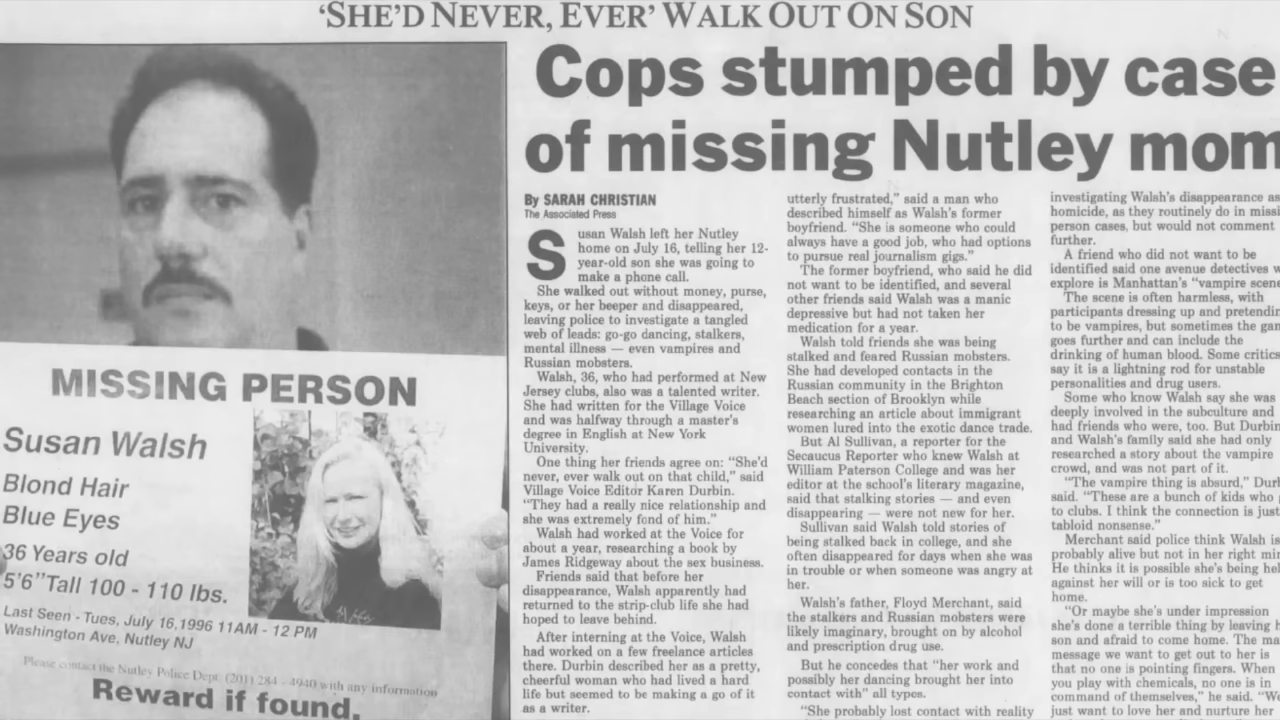 'SHE'D NEVER, EVER' WALK OUT ON SON
Cops stumped by case
of missing Nutley mom
MISSING PERSON
Susan Walsh
Blond Hair
Blue Eyes
36 Years old
5'6"Tall 100 - 110 lbs.
Last Seen - Tues, July 16,1996 11AM - 12 PM
Washington Ave, Nutley NJ
Please contact the Nutley Police Dept. (201) 284 - 4940 with any information
Reward if found.
By SARAH CHRISTIAN
The Associated Press
Susan Walsh left her Nutley
home on July 16, telling her 12-
year-old son she was going to
make a phone call.
She walked out without money, purse,
keys, or her beeper and disappeared,
leaving police to investigate a tangled
web of leads: go-go dancing, stalkers,
mental illness — even vampires and
Russian mobsters.
Walsh, 36, who had performed at New
Jersey clubs, also was a talented writer.
She had written for the Village Voice
and was halfway through a master's
degree in English at New York
University.
One thing her friends agree on: "She'd
never, ever walk out on that child," said
Village Voice Editor Karen Durbin.
"They had a really nice relationship and
she was extremely fond of him."
Walsh had worked at the Voice for
about a year, researching a book by
James Ridgeway about the sex business.
Friends said that before her
disappearance, Walsh apparently had
returned to the strip-club life she had
hoped to leave behind.
After interning at the Voice, Walsh
had worked on a few freelance articles
there. Durbin described her as a pretty,
cheerful woman who had lived a hard
life but seemed to be making a go of it
as a writer.
utterly frustrated," said a man who
described himself as Walsh's former
boyfriend. "She is someone who could
always have a good job, who had options
to pursue real journalism gigs."
The former boyfriend, who said he did
not want to be identified, and several
other friends said Walsh was a manic
depressive but had not taken her
medication for a year.
Walsh told friends she was being
stalked and feared Russian mobsters.
She had developed contacts in the
Russian community in the Brighton
Beach section of Brooklyn while
researching an article about immigrant
women lured into the exotic dance trade.
But Al Sullivan, a reporter for the
Secaucus Reporter who knew Walsh at
William Paterson College and was her
editor at the school's literary magazine,
said that stalking stories — and even
disappearing — were not new for her.
Sullivan said Walsh told stories of
being stalked back in college, and she
often disappeared for days when she was
in trouble or when someone was angry at
her.
Walsh's father, Floyd Merchant, said
the stalkers and Russian mobsters were
likely imaginary, brought on by alcohol
and prescription drug use.
But he concedes that "her work and
possibly her dancing brought her into
contact with" all types.
"She probably lost contact with reality
investigating Walsh's disappearance as
homicide, as they routinely do in missi
person cases, but would not comment
further.
A friend who did not want to be
identified said one avenue detectives w
explore is Manhattan's "vampire scene
The scene is often harmless, with
participants dressing up and pretendin
to be vampires, but sometimes the gam
goes further and can include the
drinking of human blood. Some critics
say it is a lightning rod for unstable
personalities and drug users.
Some who know Walsh say she was
deeply involved in the subculture and
had friends who were, too. But Durbin
and Walsh's family said she had only
researched a story about the vampire
crowd, and was not part of it.
"The vampire thing is absurd," Durb
said. "These are a bunch of kids who
to clubs. I think the connection is just
tabloid nonsense."
Merchant said police think Walsh is
probably alive but not in her right min
He thinks it is possible she's being hel
against her will or is too sick to get
home.
"Or maybe she's under impression
she's done a terrible thing by leaving h
son and afraid to come home. The ma
message we want to get out to her is
that no one is pointing fingers. When
you play with chemicals, no one is in
command of themselves," he said. "We
just want to love her and nurture her